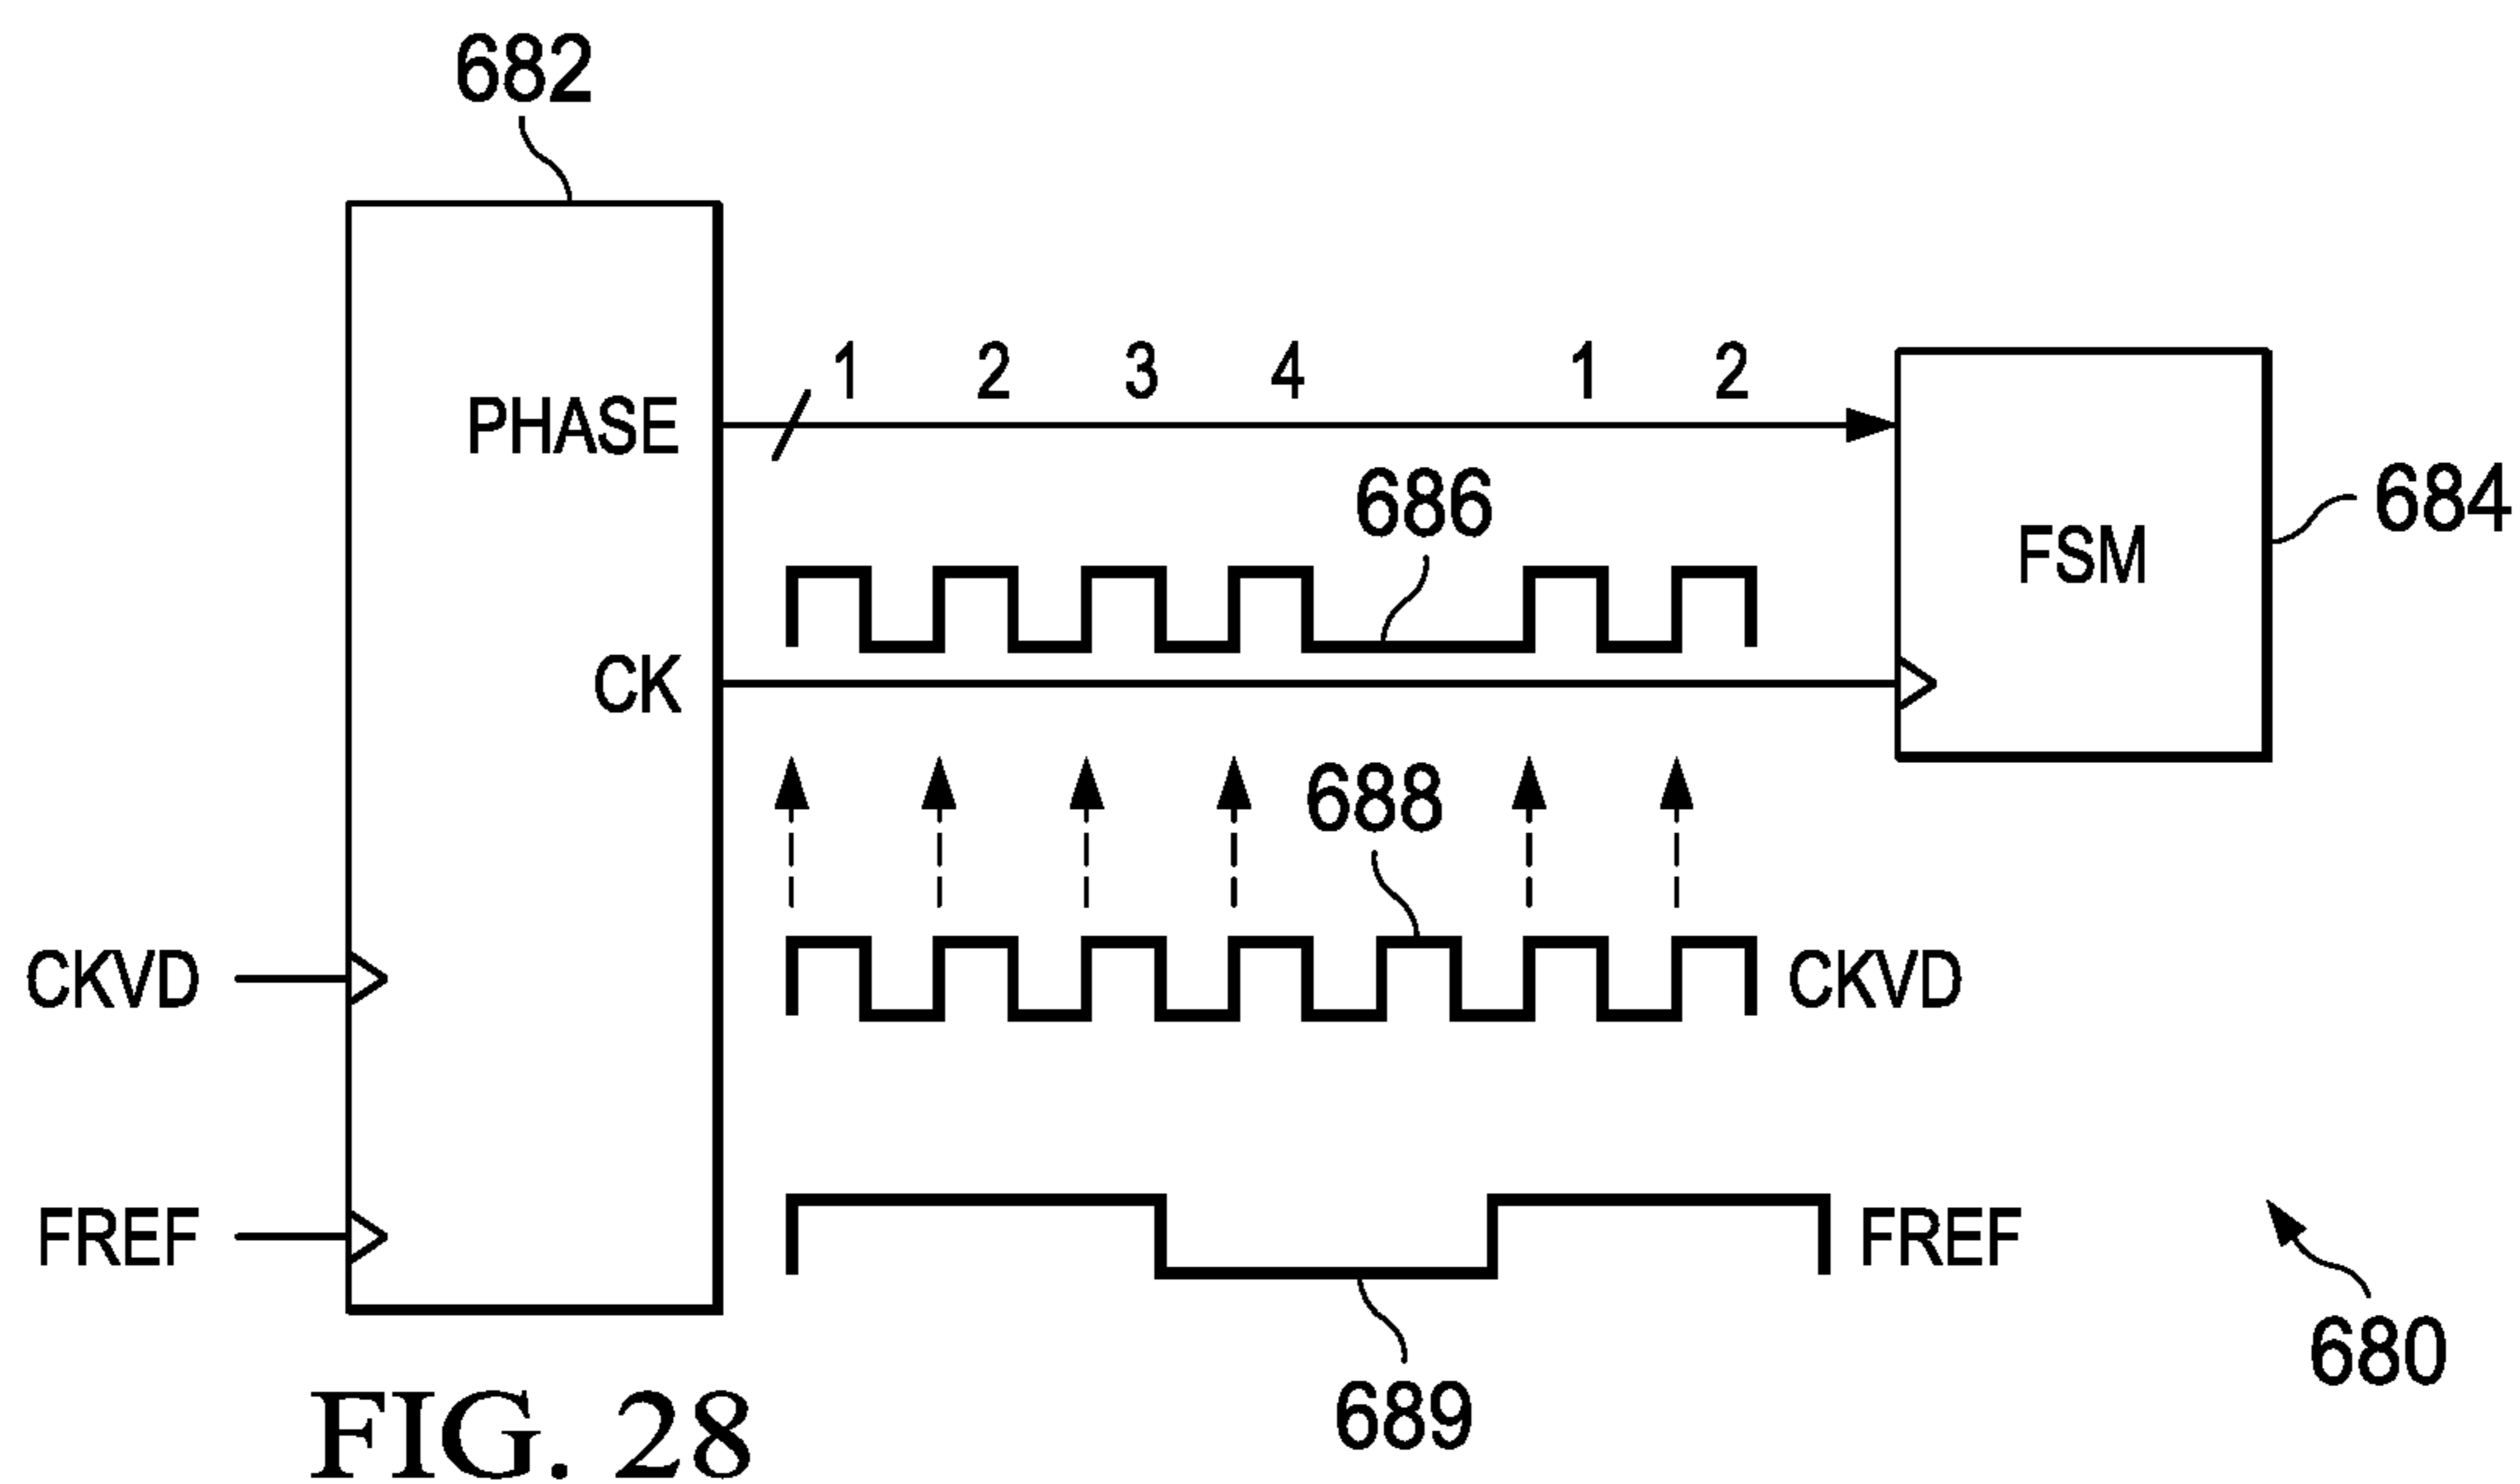 682
1 2 3 4 1 2
PHASE
686
684
FSM
CK
688
CKVD
CKVD
FREF
FREF
680
689
FIG. 28